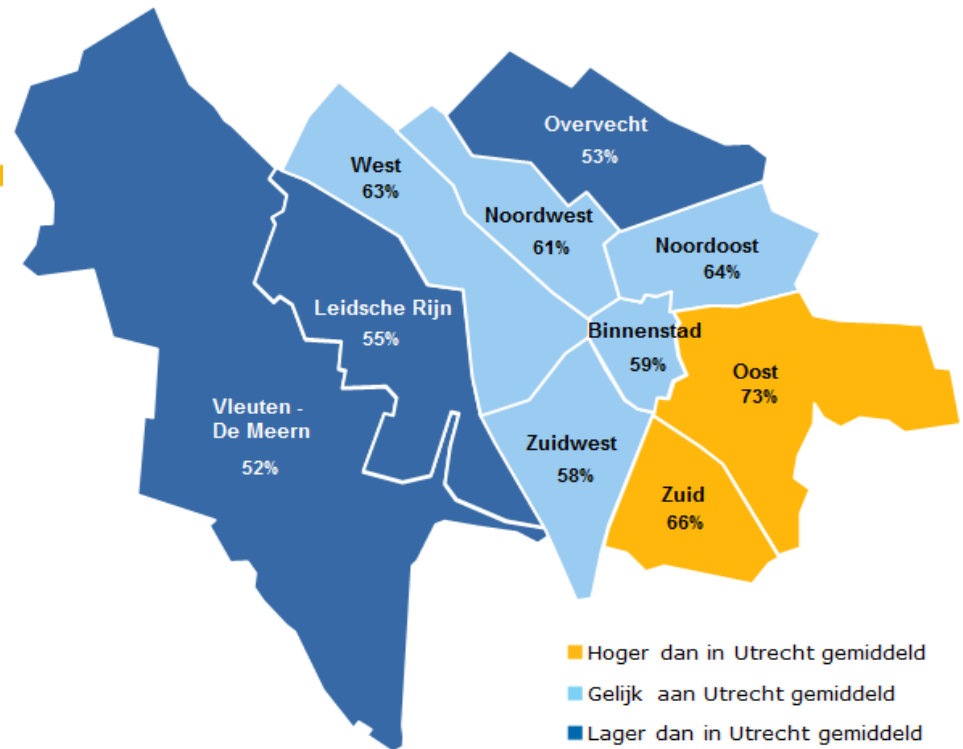 Overvecht
53%
West
63%
Noordwest
61%
Noordoost
64%
Leidsche Rijn
55%
Binnenstad
59%
Oost
73%
Vleuten -
De Meern
52%
Zuidwest
58%
Zuid
66%
Hoger dan in Utrecht gemiddeld
Gelijk aan Utrecht gemiddeld
Lager dan in Utrecht gemiddeld